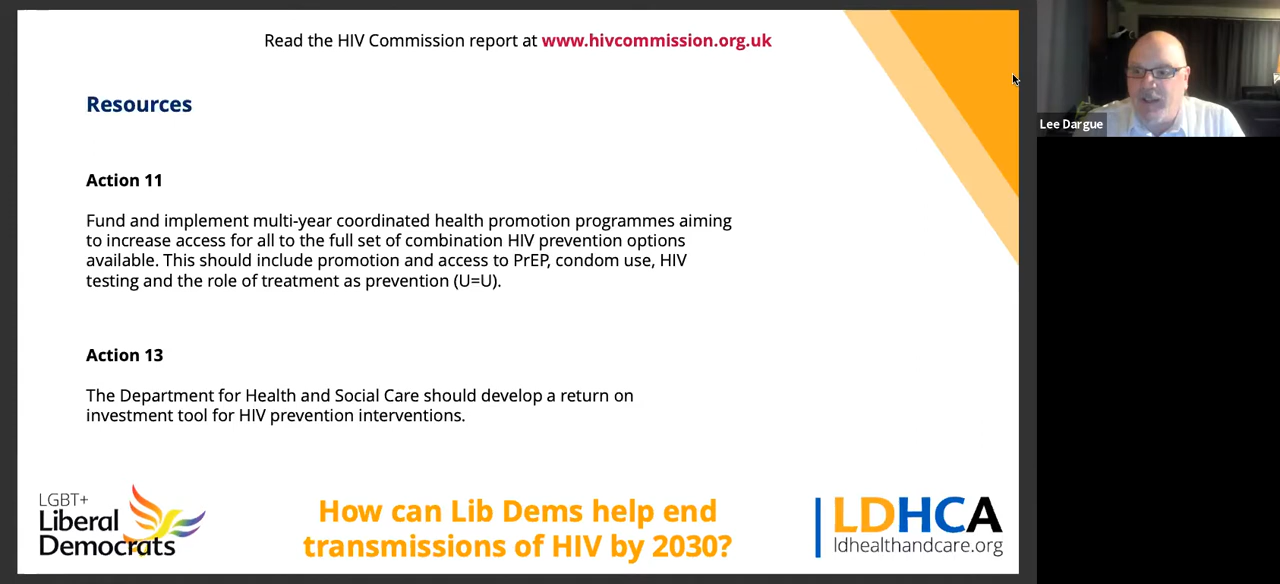 Read the HIV Commission report at www.hivcommission.org.uk
Resources
Action 11
Fund and implement multi-year coordinated health promotion programmes aiming
to increase access for all to the full set of combination HIV prevention options
available. This should include promotion and access to PrEP, condom use, HIV
testing and the role of treatment as prevention (U=U).
Action 13
The Department for Health and Social Care should develop a return on
investment tool for HIV prevention interventions.
LGBT+
Liberal
Democrats
How can Lib Dems help end
transmissions of HIV by 2030?
LDHCA
ldhealthandcare.org
Lee Dargue